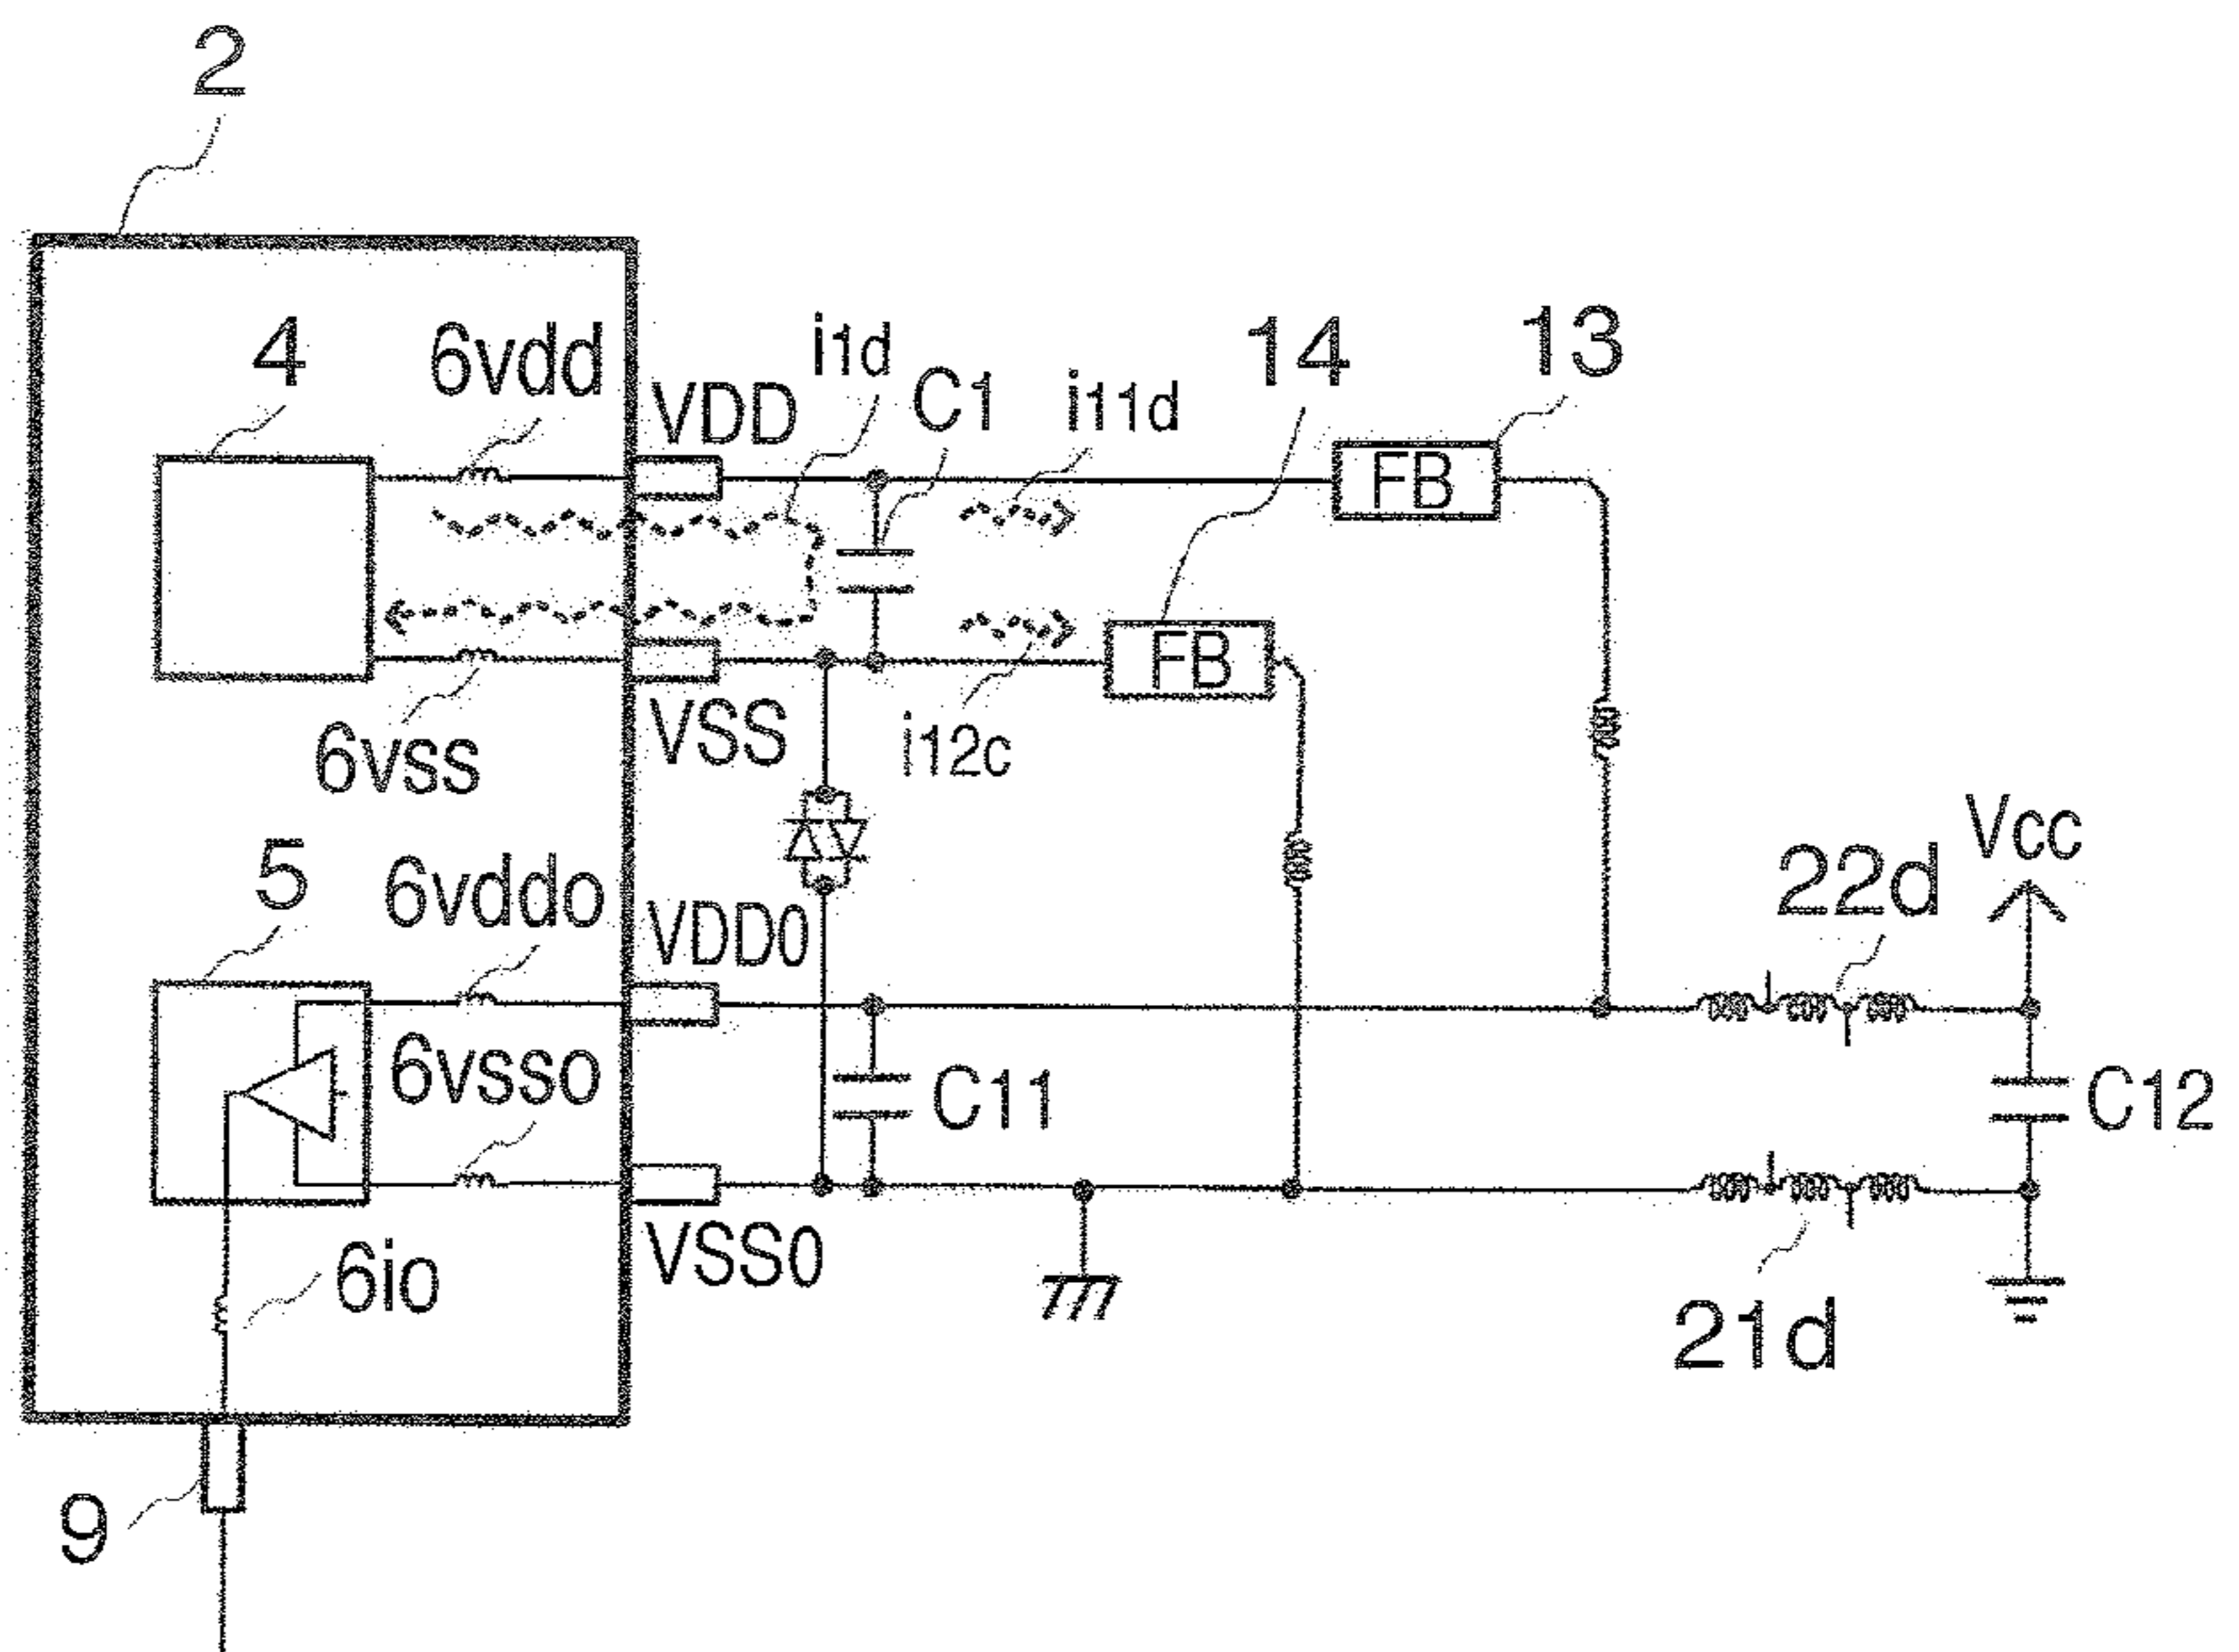 2
4
6vdd
VDD
i1d
C1
i11d
14
13
FB
FB
6vss
VSS
i12c
5
6vddo
VDD0
22d
Vcc
6vsso
C11
C12
6io
VSS0
21d
9